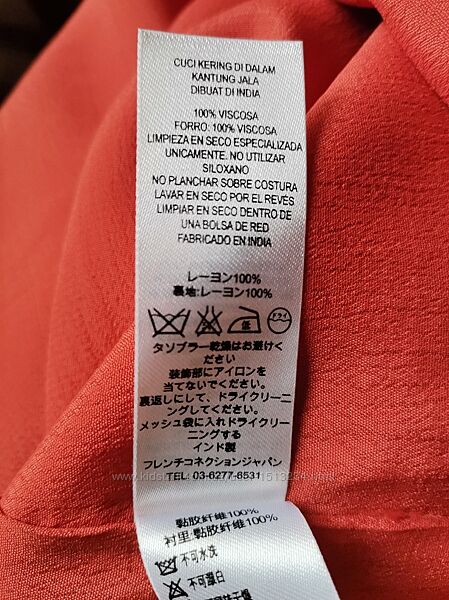 CUCI KERING DI DALAM
KANTUNG JALA
DIBUAT DI INDIA
100% VISCOSA
FORRO: 100% VISCOSA
LIMPIEZA EN SECO ESPECIALIZADA
UNICAMENTE. NO UTILIZAR
SILOXANO
NO PLANCHAR SOBRE COSTURA
LAVAR EN SECO POR EL REVÉS
LIMPIAR EN SECO DENTRO DE
UNA BOLSA DE RED
FABRICADO EN INDIA
レーヨン100%
裏地:レーヨン100%
低 ドライ
タンブラー乾燥はお避けく
ださい
装飾部にアイロンを
当てないでください。
裏返しにして、ドライクリーニ
ングしてください。
メッシュ袋に入れドライクリー
ニングする
インド製
フレンチコネクションジャパン
TEL 03-6277-8531
黏胶纤维100%
衬里:黏胶纤维100%
不可水洗
不可漂白